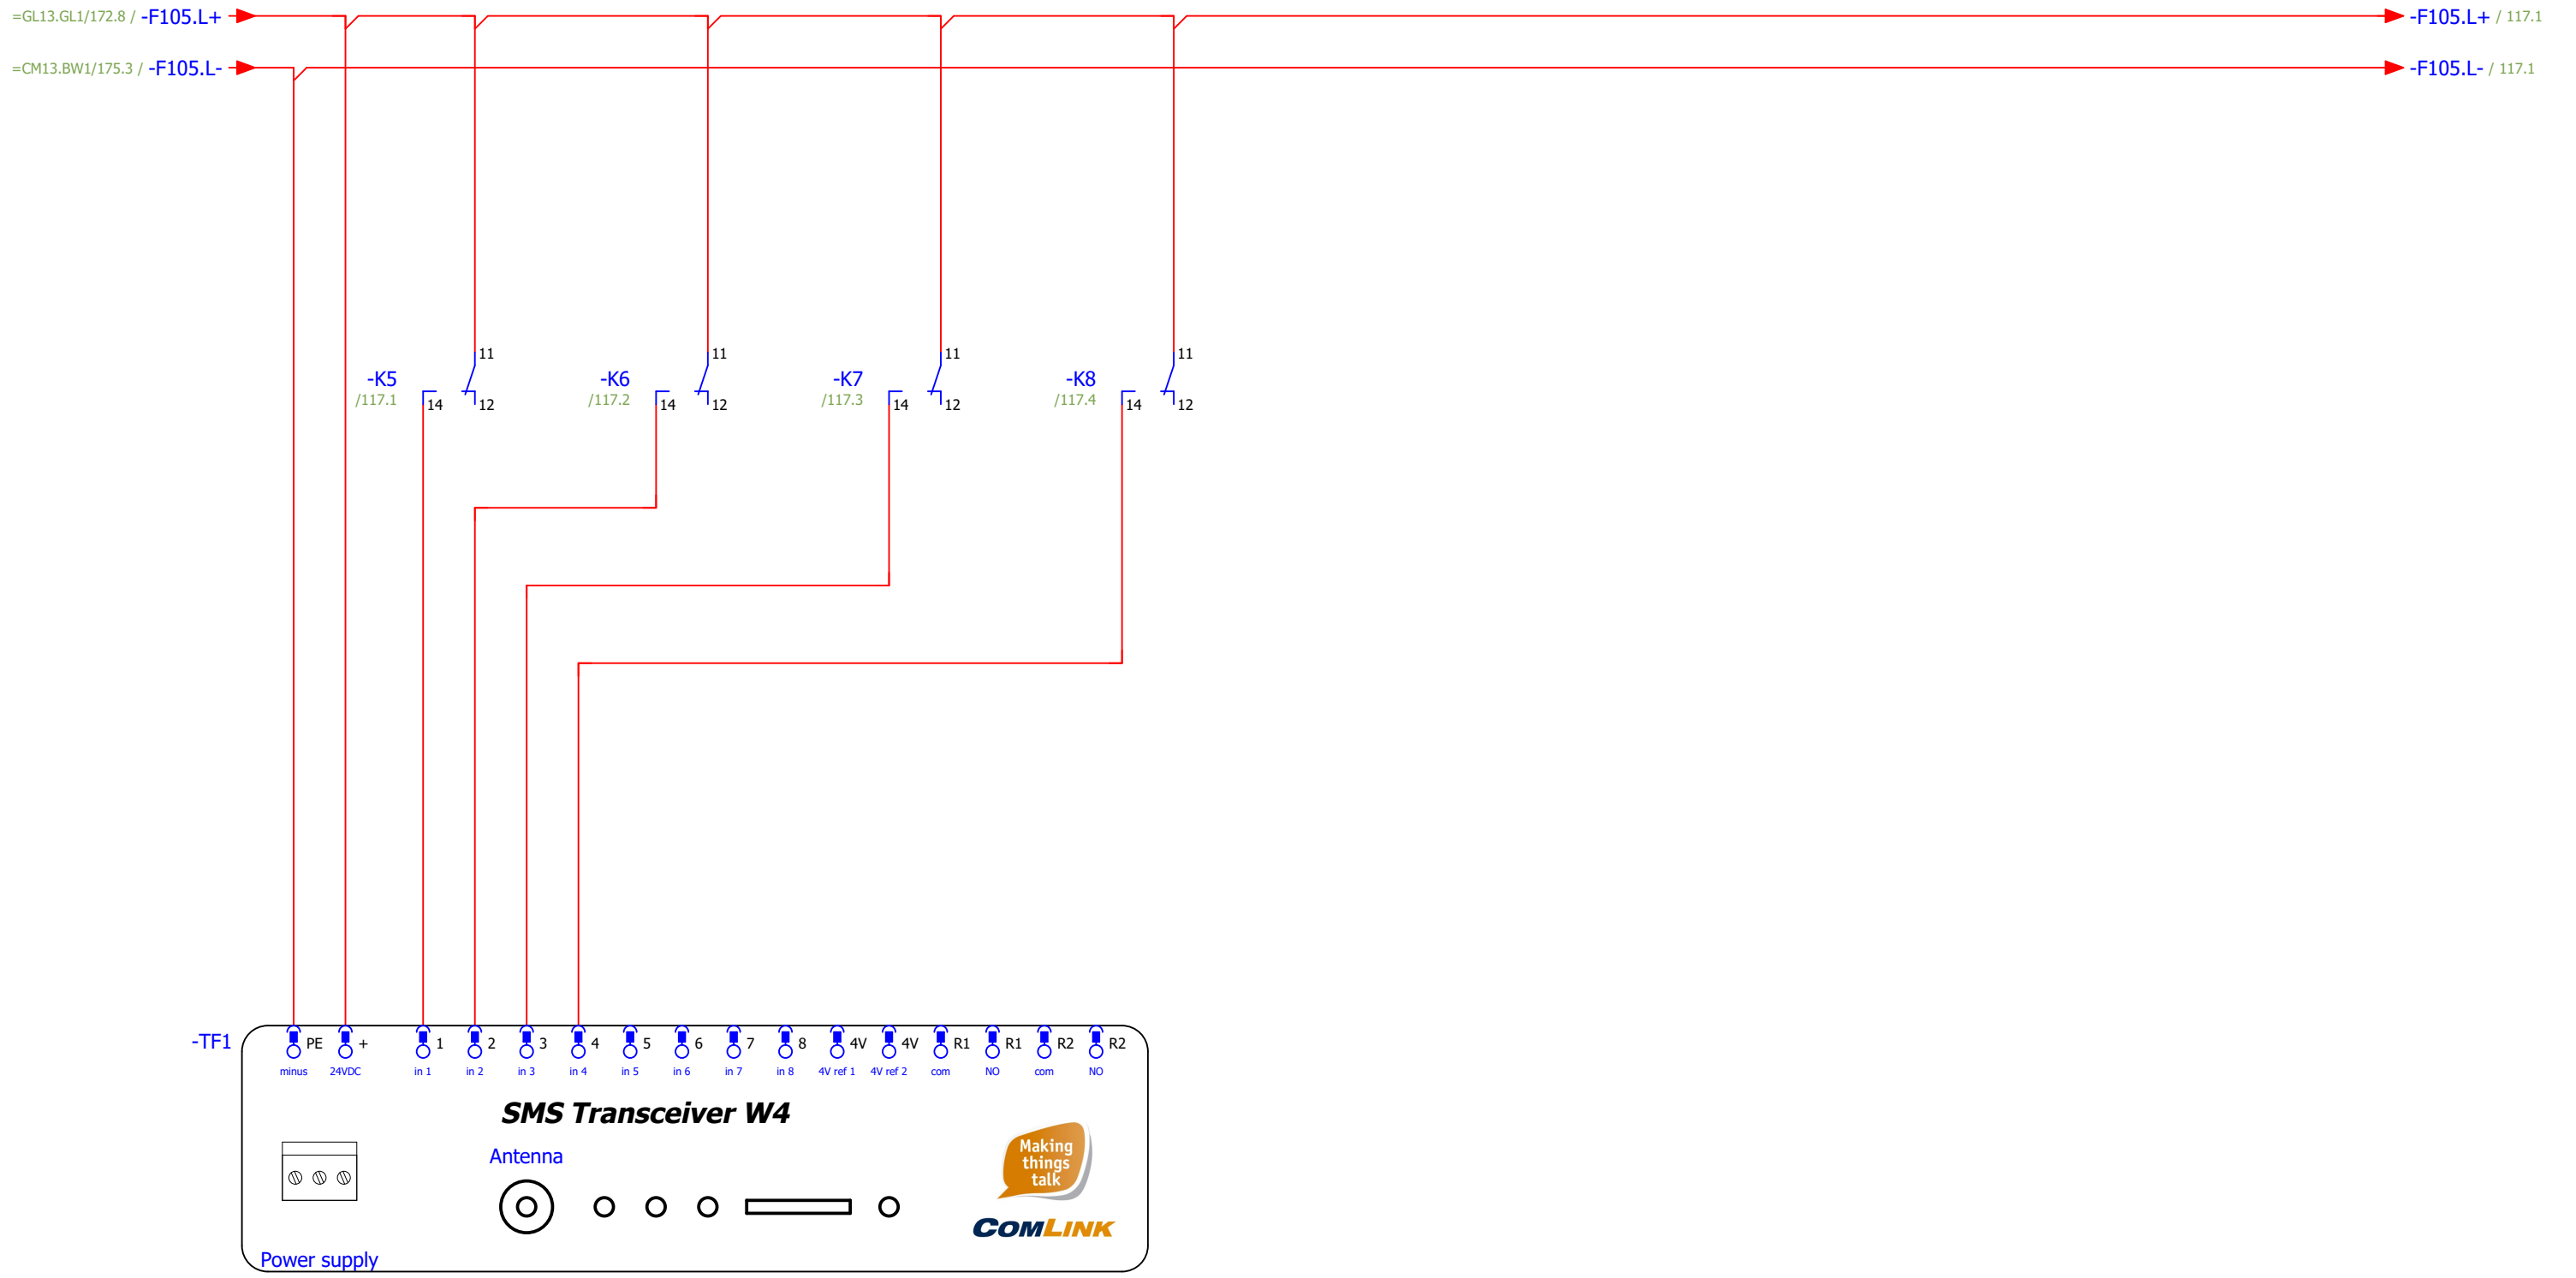 =GL13.GL1/172.8 / -F105.L+
-F105.L+ / 117.1
=CM13.BW1/175.3 / -F105.L-
-F105.L- / 117.1
11 11 11 11
-K5 -K6 -K7 -K8
/117.1 14 12 /117.2 14 12 /117.3 14 12 /117.4 14 12
-TF1 PE + 1 2 3 4 5 6 7 8 4V 4V R1 R1 R2 R2
minus 24VDC in 1 in 2 in 3 in 4 in 5 in 6 in 7 in 8 4V ref 1 4V ref 2 com NO com NO
SMS Transceiver W4
Antenna
Making
things
talk
COMLINK
Power supply